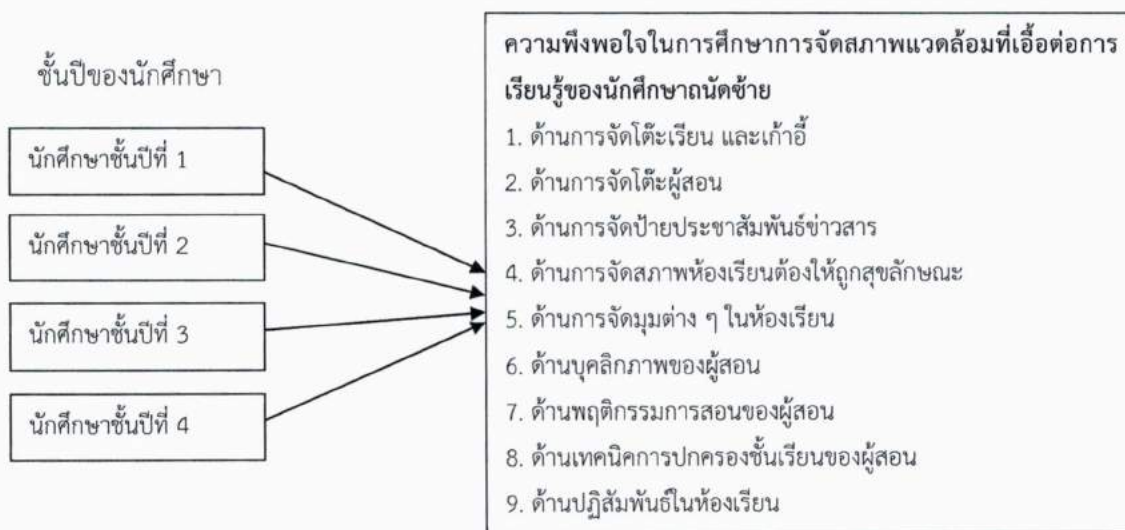 ชั้นปีของนักศึกษา
นักศึกษาชั้นปีที่ 1
นักศึกษาชั้นปีที่ 2
นักศึกษาชั้นปีที่ 3
นักศึกษาชั้นปีที่ 4
ความพึงพอใจในการศึกษาการจัดสภาพแวดล้อมที่เอื้อต่อการ
เรียนรู้ของนักศึกษาถนัดซ้าย
1. ด้านการจัดโต๊ะเรียน และเก้าอี้
2. ด้านการจัดโต๊ะผู้สอน
3. ด้านการจัดป้ายประชาสัมพันธ์ข่าวสาร
4. ด้านการจัดสภาพห้องเรียนต้องให้ถูกสุขลักษณะ
5. ด้านการจัดมุมต่าง ๆ ในห้องเรียน
6. ด้านบุคลิกภาพของผู้สอน
7. ด้านพฤติกรรมการสอนของผู้สอน
8. ด้านเทคนิคการปกครองชั้นเรียนของผู้สอน
9. ด้านปฏิสัมพันธ์ในห้องเรียน